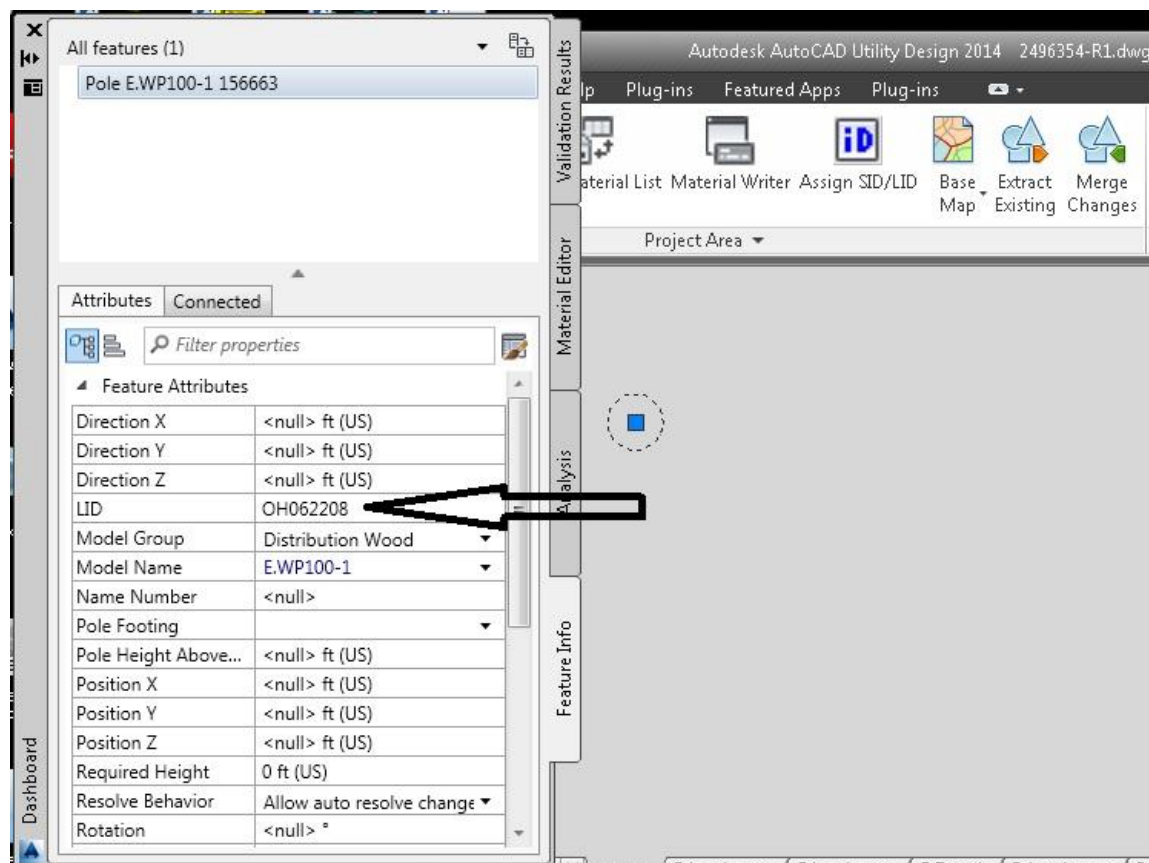 All features (1)
Pole E.WP100-1 156663
Attributes
Connected
Filter properties
Feature Attributes
Direction X <null> ft (US)
Direction Y <null> ft (US)
Direction Z <null> ft (US)
LID OH062208
Model Group Distribution Wood
Model Name E.WP100-1
Name Number <null>
Pole Footing
Pole Height Above... <null> ft (US)
Position X <null> ft (US)
Position Y <null> ft (US)
Position Z <null> ft (US)
Required Height 0 ft (US)
Resolve Behavior Allow auto resolve change
Rotation <null> °
Dashboard
Validation Results
Material Editor
Analysis
Feature Info
Autodesk AutoCAD Utility Design 2014 2496354-R1.dwg
lp Plug-ins Featured Apps Plug-ins
aterial List Material Writer Assign SID/LID Base Map Extract Existing Merge Changes
iD
Project Area